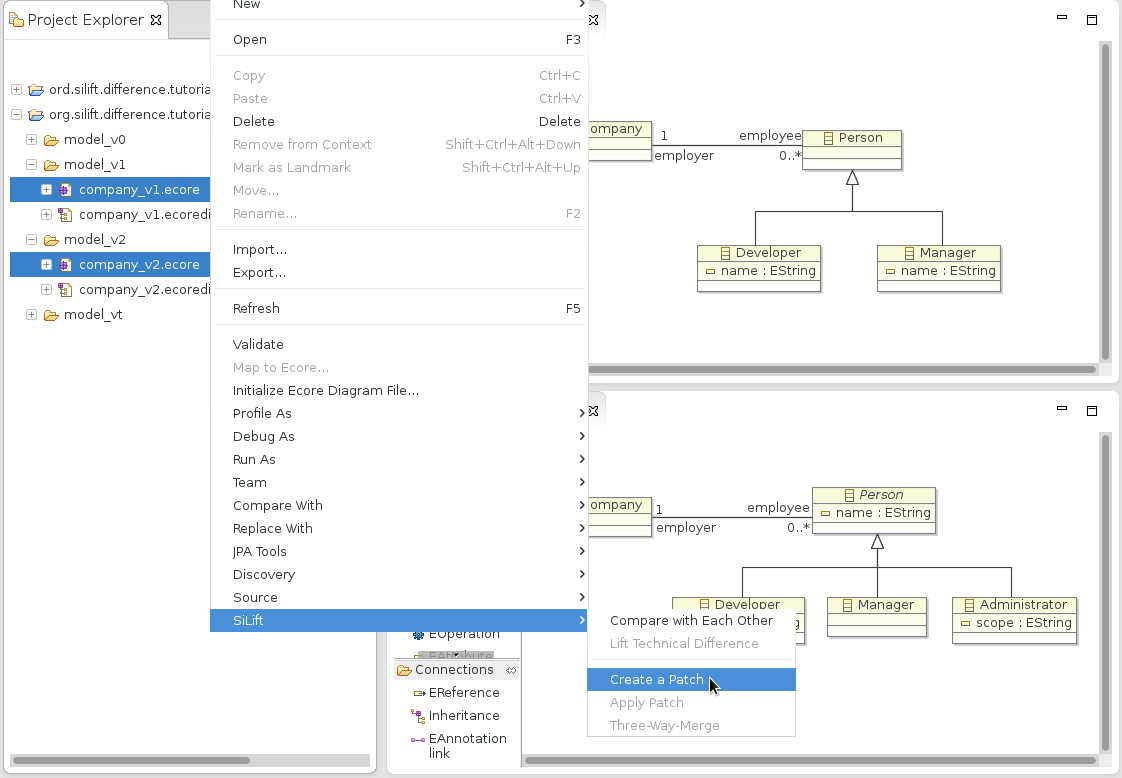 Project Explorer
ord.silift.difference.tutoria
org.silift.difference.tutoria
model_v0
model_v1
company_v1.ecore
company_v1.ecoredi
model_v2
company_v2.ecore
company_v2.ecoredi
model_vt
New
Open F3
Copy Ctrl+C
Paste Ctrl+V
Delete Delete
Remove from Context Shift+Ctrl+Alt+Down
Mark as Landmark Shift+Ctrl+Alt+Up
Move...
Rename... F2
Import...
Export...
Refresh F5
Validate
Map to Ecore...
Initialize Ecore Diagram File...
Profile As
Debug As
Run As
Team
Compare With
Replace With
JPA Tools
Discovery
Source
SiLift
Compare with Each Other
Lift Technical Difference
Create a Patch
Apply Patch
Three-Way-Merge
ompany
1
employee
employer
0..*
Person
Developer
name : EString
Manager
name : EString
ompany
1
employee
employer
0..*
Person
name : EString
Developer
g
Manager
Administrator
scope : EString
EOperation
EAttribute
Connections
EReference
Inheritance
EAnnotation
link